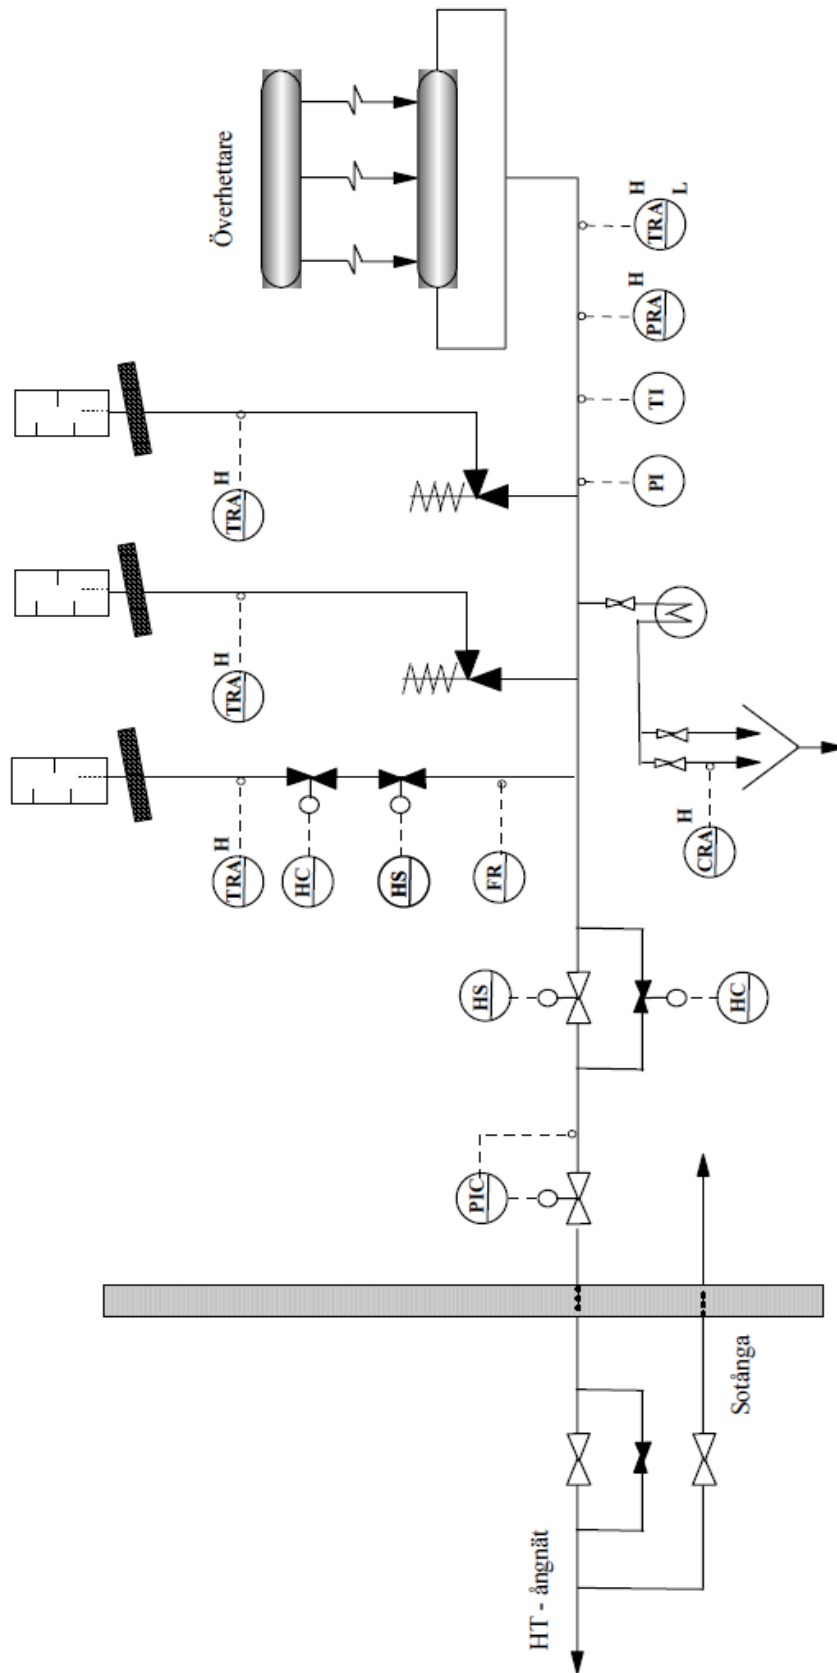 Överhettare
TRA
H
L
PRA
H
TI
PI
TRA
H
TRA
H
TRA
H
HC
HS
FR
CRA
H
HS
HC
PIC
Sotånga
HT - ångnät